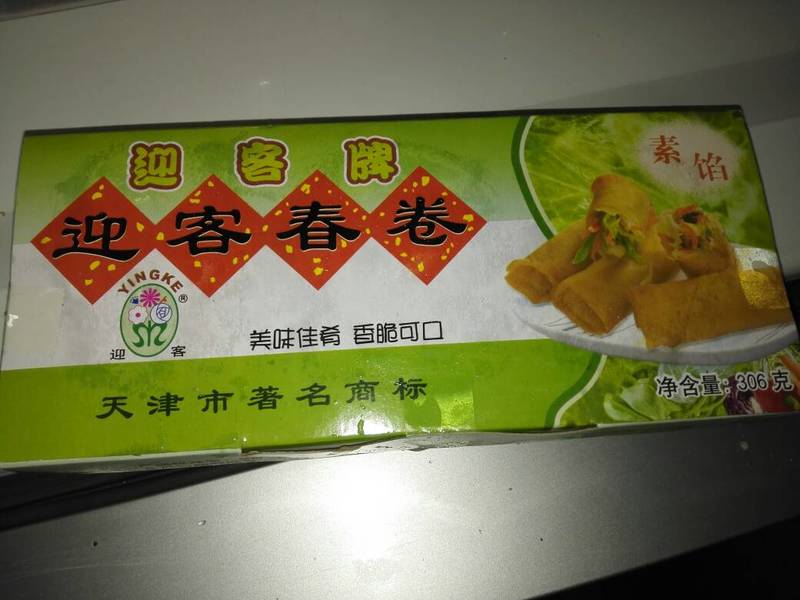 迎客牌
迎客春卷
素馅
YINGKE
®
迎客
美味佳肴 香脆可口
天津市著名商标
净含量:306克